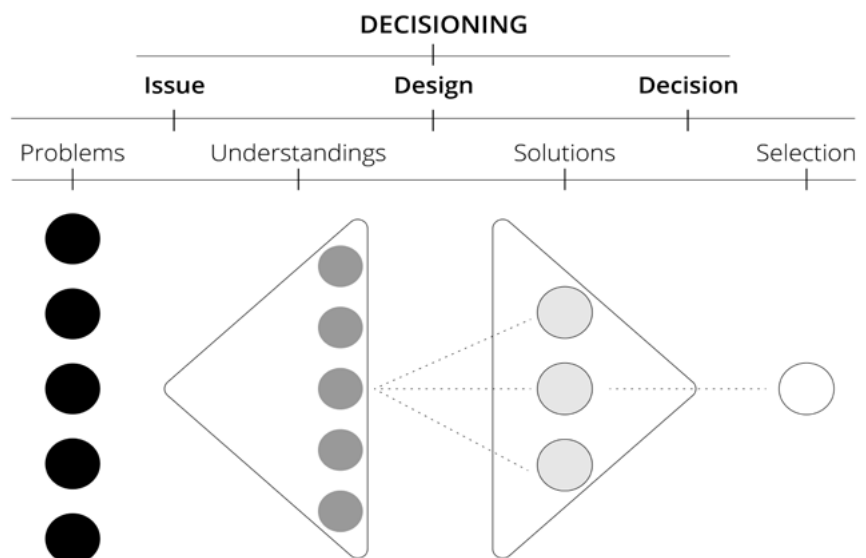 DECISIONING
Issue Design Decision
Problems Understandings Solutions Selection